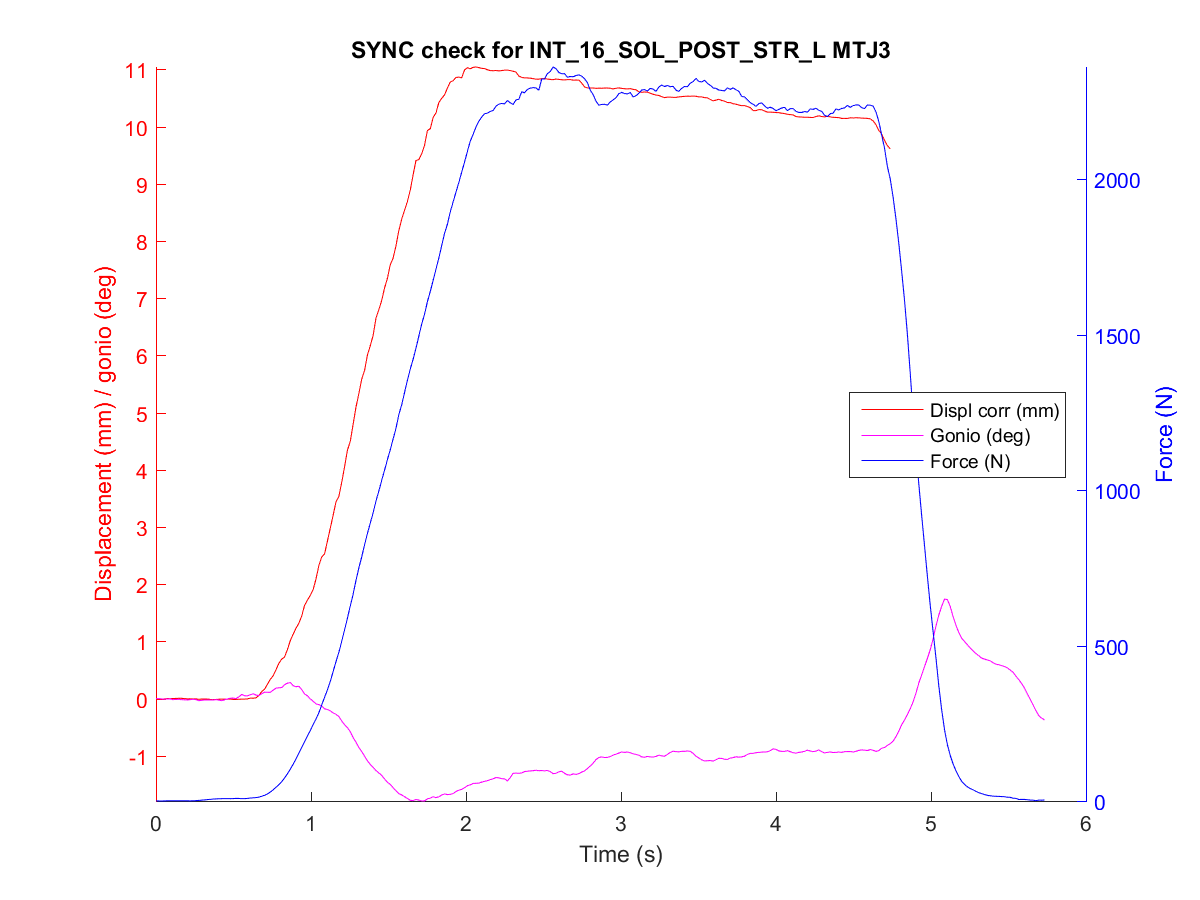 SYNC check for INT_16_SOL_POST_STR_L MTJ3
11
10
9
8
7
6
5
4
3
2
1
0
-1
Displacement (mm) / gonio (deg)
2000
1500
1000
500
0
Force (N)
Displ corr (mm)
Gonio (deg)
Force (N)
0 1 2 3 4 5 6
Time (s)